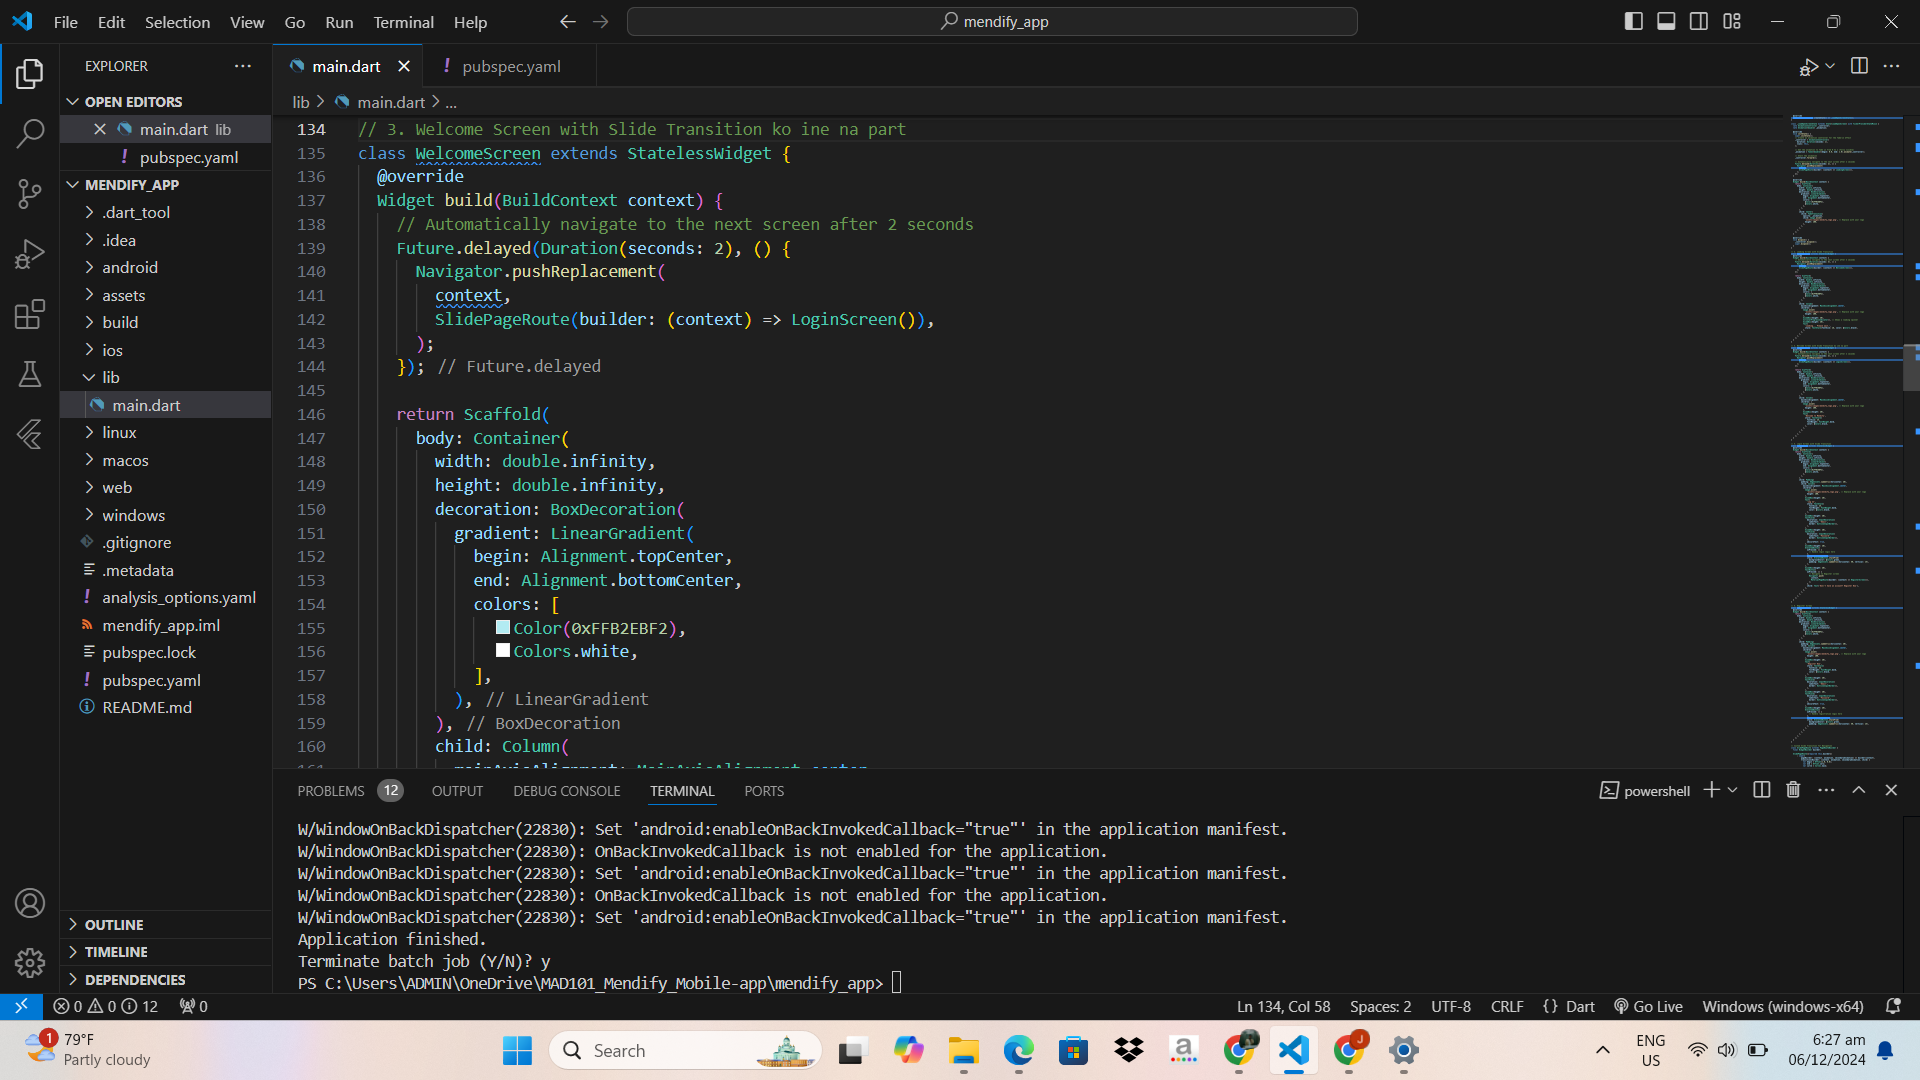 File Edit Selection View Go Run Terminal Help
mendify_app
EXPLORER
OPEN EDITORS
main.dart lib
! pubspec.yaml
MENDIFY_APP
.dart_tool
.idea
android
assets
build
ios
lib
main.dart
linux
macos
web
windows
.gitignore
.metadata
! analysis_options.yaml
mendify_app.iml
pubspec.lock
! pubspec.yaml
README.md
OUTLINE
TIMELINE
DEPENDENCIES
main.dart
! pubspec.yaml
lib > main.dart > ...
134 // 3. Welcome Screen with Slide Transition ko ine na part
135 class WelcomeScreen extends StatelessWidget {
136 @override
137 Widget build(BuildContext context) {
138 // Automatically navigate to the next screen after 2 seconds
139 Future.delayed(Duration(seconds: 2), () {
140 Navigator.pushReplacement(
141 context,
142 SlidePageRoute(builder: (context) => LoginScreen()),
143 );
144 }); // Future.delayed
145
146 return Scaffold(
147 body: Container(
148 width: double.infinity,
149 height: double.infinity,
150 decoration: BoxDecoration(
151 gradient: LinearGradient(
152 begin: Alignment.topCenter,
153 end: Alignment.bottomCenter,
154 colors: [
155 Color(0xFFB2EBF2),
156 Colors.white,
157 ],
158 ), // LinearGradient
159 ), // BoxDecoration
160 child: Column(
161 mainAxisAlignment: MainAxisAlignment.center,
PROBLEMS 12 OUTPUT DEBUG CONSOLE TERMINAL PORTS
powershell
W/WindowOnBackDispatcher(22830): Set 'android:enableOnBackInvokedCallback="true"' in the application manifest.
W/WindowOnBackDispatcher(22830): OnBackInvokedCallback is not enabled for the application.
W/WindowOnBackDispatcher(22830): Set 'android:enableOnBackInvokedCallback="true"' in the application manifest.
W/WindowOnBackDispatcher(22830): OnBackInvokedCallback is not enabled for the application.
W/WindowOnBackDispatcher(22830): Set 'android:enableOnBackInvokedCallback="true"' in the application manifest.
Application finished.
Terminate batch job (Y/N)? y
PS C:\Users\ADMIN\OneDrive\MAD101_Mendify_Mobile-app\mendify_app>
0 0 12 0
Ln 134, Col 58 Spaces: 2 UTF-8 CRLF {} Dart Go Live Windows (windows-x64)
1
79°F
Partly cloudy
Search
a
J
ENG
US
6:27 am
06/12/2024